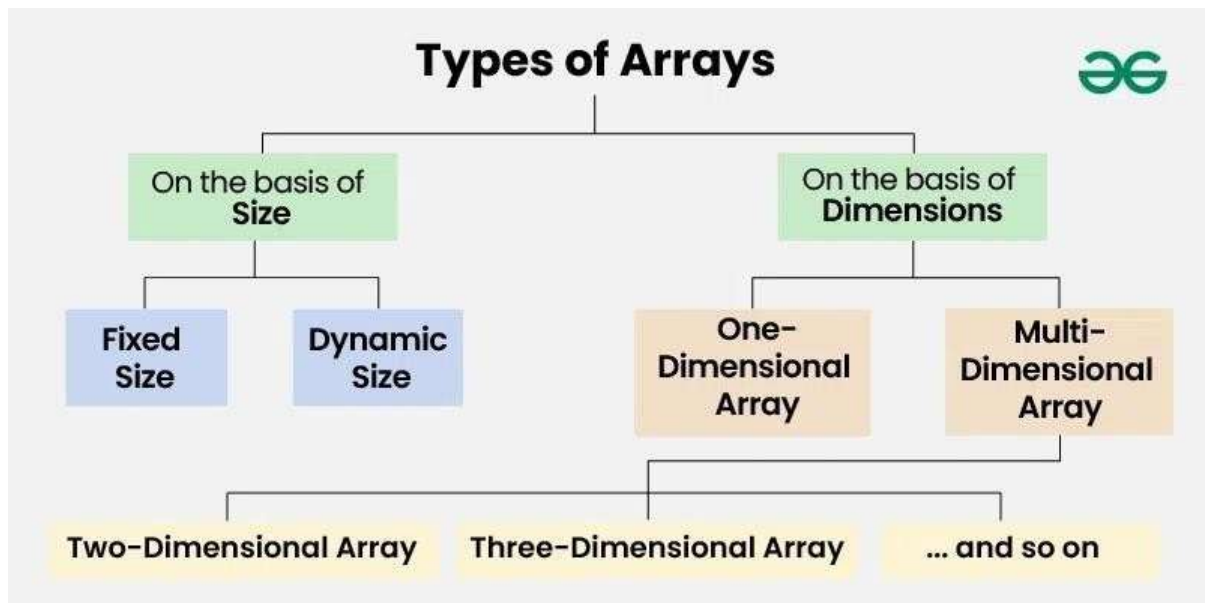 Types of Arrays
On the basis of
Size
On the basis of
Dimensions
Fixed
Size
Dynamic
Size
One-
Dimensional
Array
Multi-
Dimensional
Array
Two-Dimensional Array
Three-Dimensional Array
... and so on